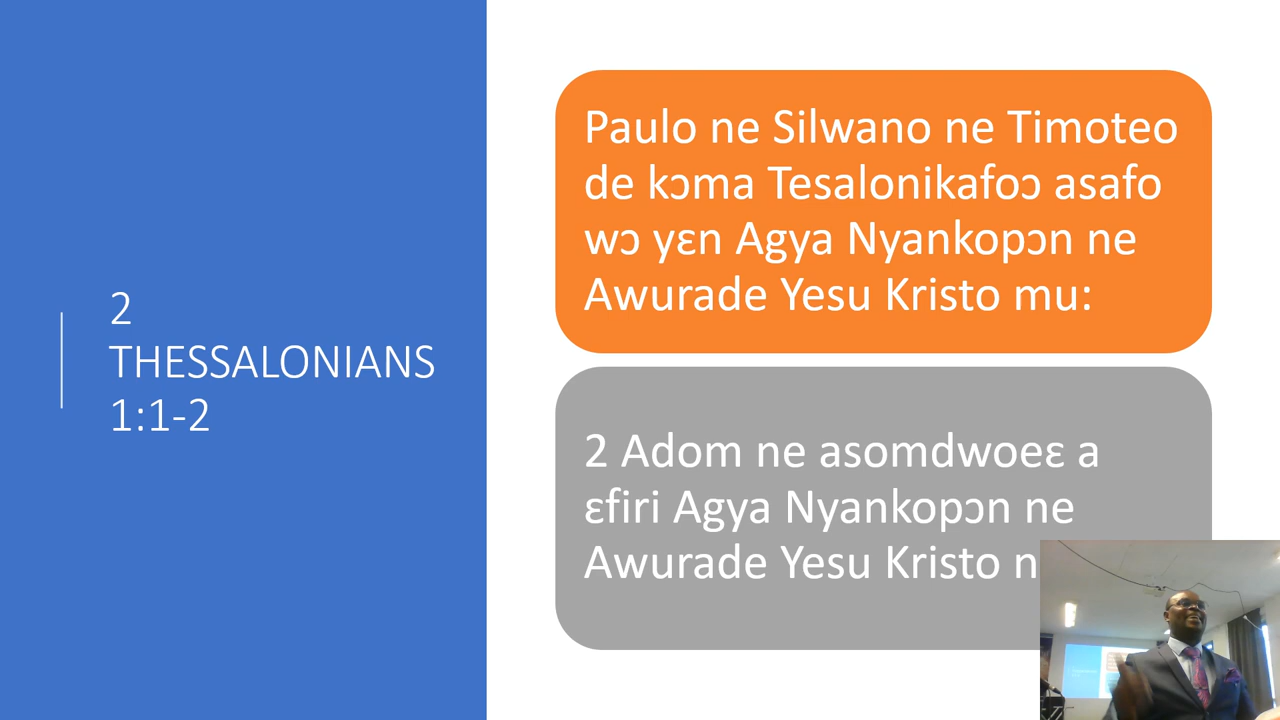 2
THESSALONIANS
1:1-2
Paulo ne Silwano ne Timoteo
de kɔma Tesalonikafoɔ asafo
wɔ yɛn Agya Nyankopɔn ne
Awurade Yesu Kristo mu:
2 Adom ne asomdwoeɛ a
ɛfiri Agya Nyankopɔn ne
Awurade Yesu Kristo